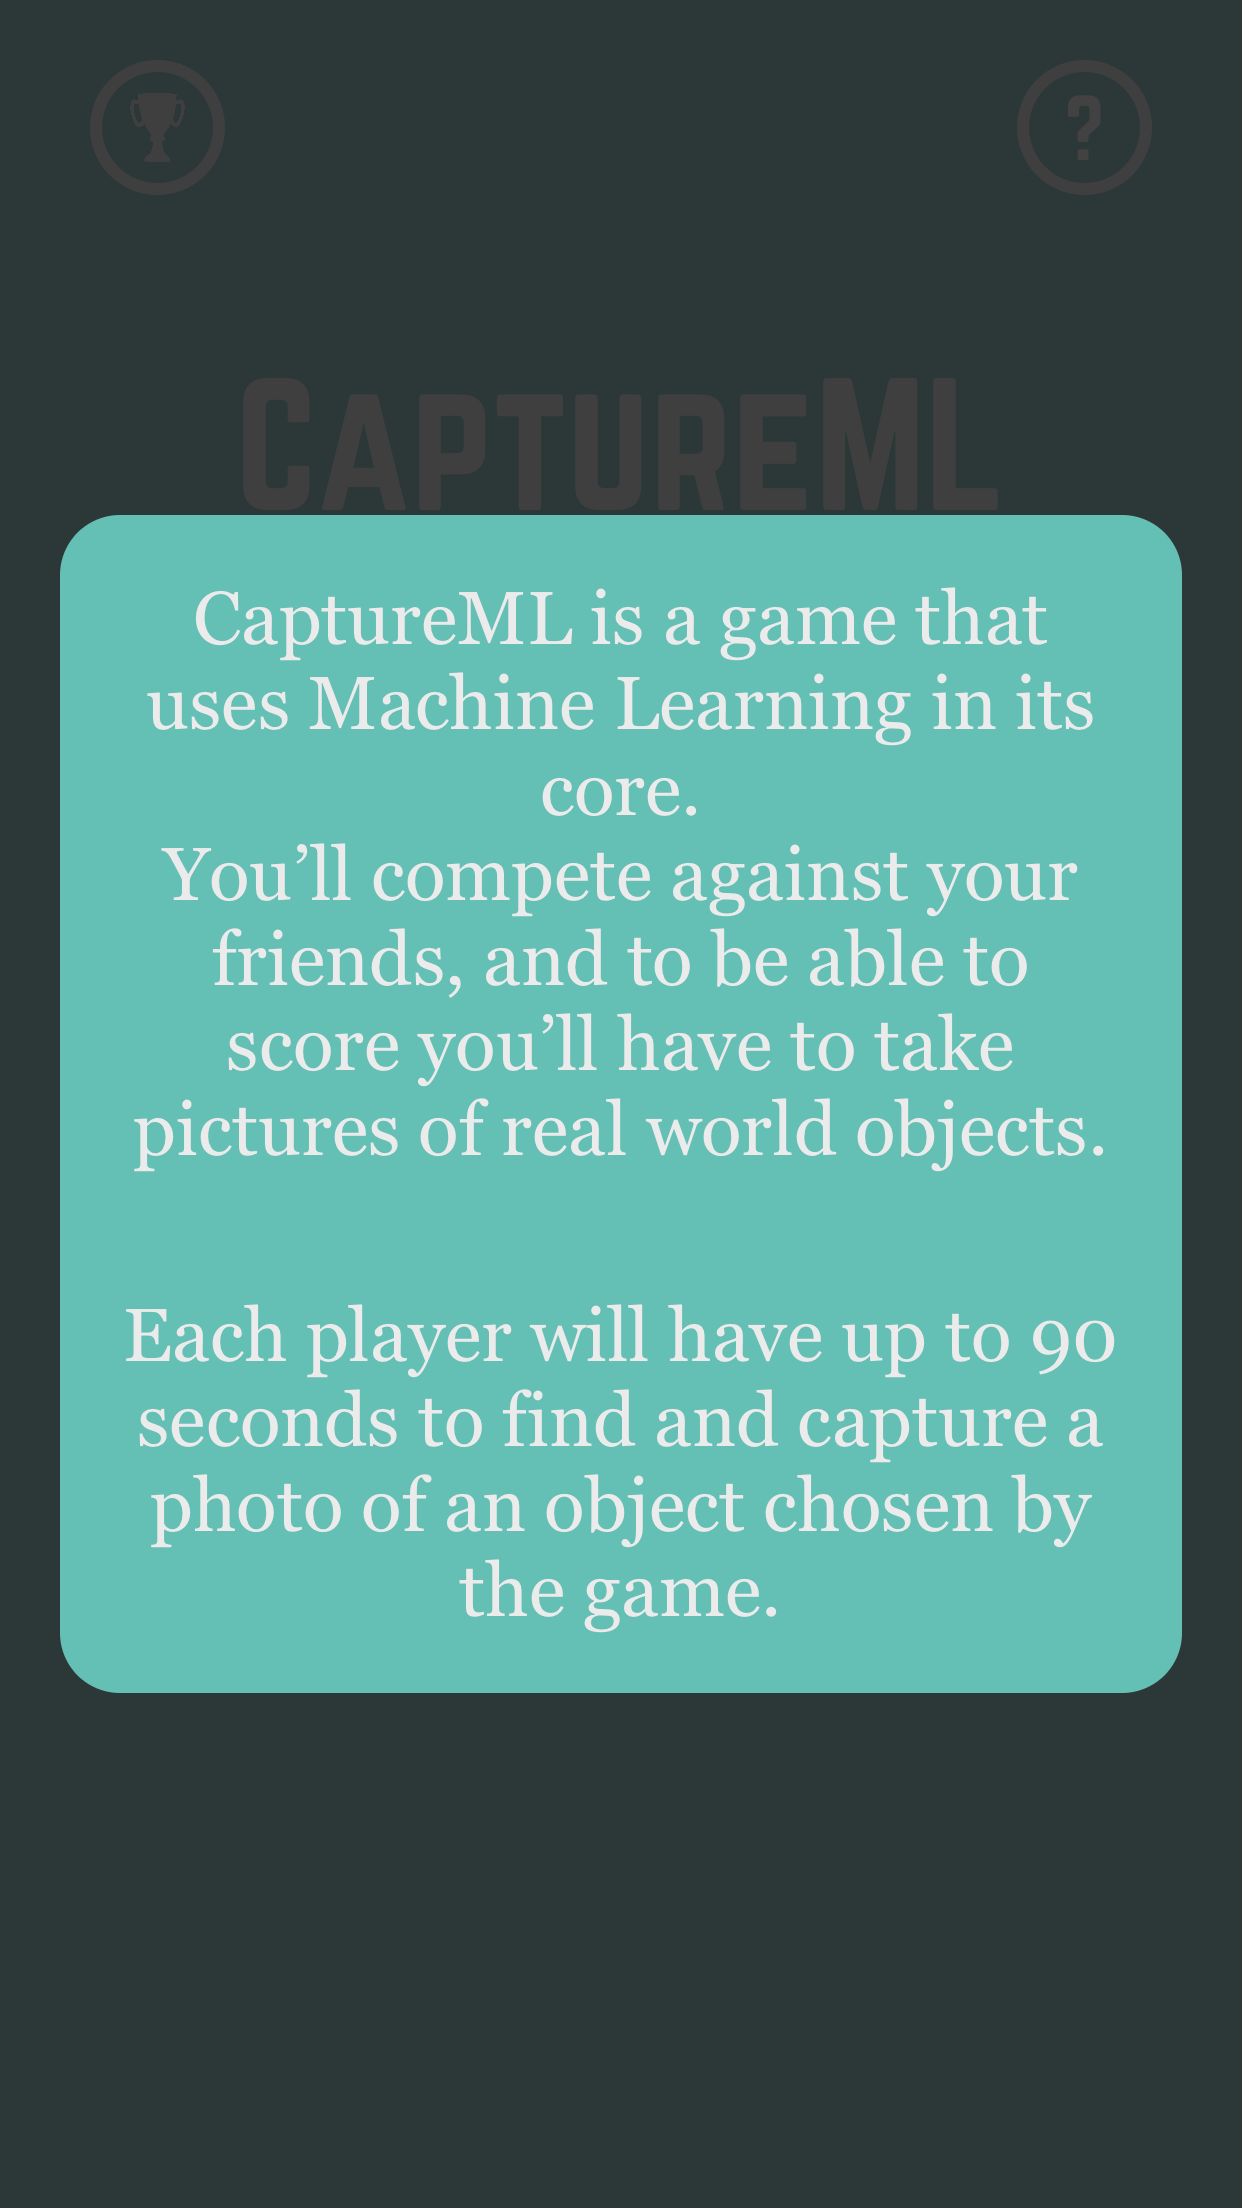 ?
CaptureML
CaptureML is a game that
uses Machine Learning in its
core.
You’ll compete against your
friends, and to be able to
score you’ll have to take
pictures of real world objects.
Each player will have up to 90
seconds to find and capture a
photo of an object chosen by
the game.